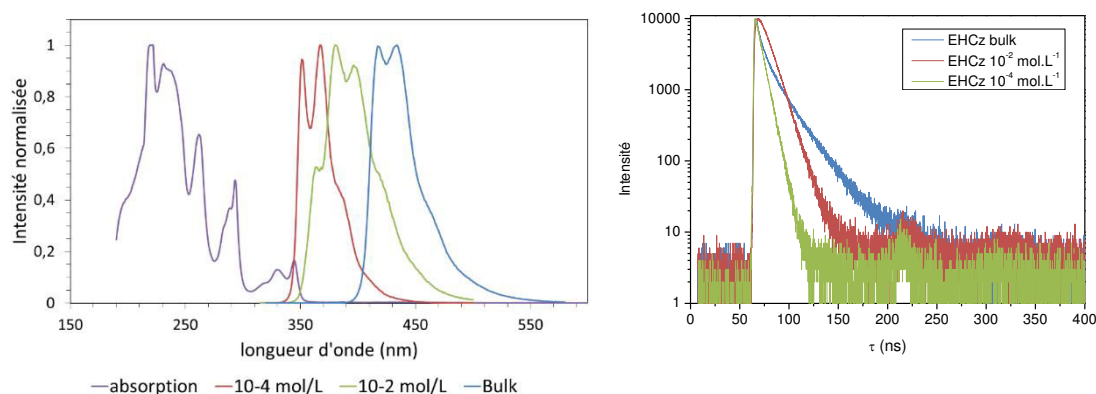 Intensité normalisée
1
0,8
0,6
0,4
0,2
0
150
250
350
450
550
longueur d'onde (nm)
absorption
10-4 mol/L
10-2 mol/L
Bulk
10000
1000
100
10
1
Intensité
EHCz bulk
EHCz 10⁻² mol.L⁻¹
EHCz 10⁻⁴ mol.L⁻¹
0
50
100
150
200
250
300
350
400
τ (ns)